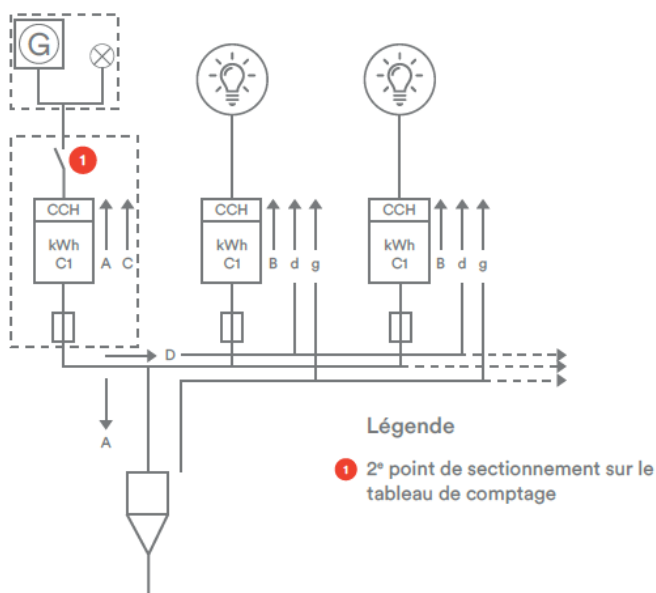 G
1
CCH
kWh
C1
A
C
CCH
kWh
C1
B
d
g
CCH
kWh
C1
B
d
g
D
A
Légende
1
2e point de sectionnement sur le
tableau de comptage